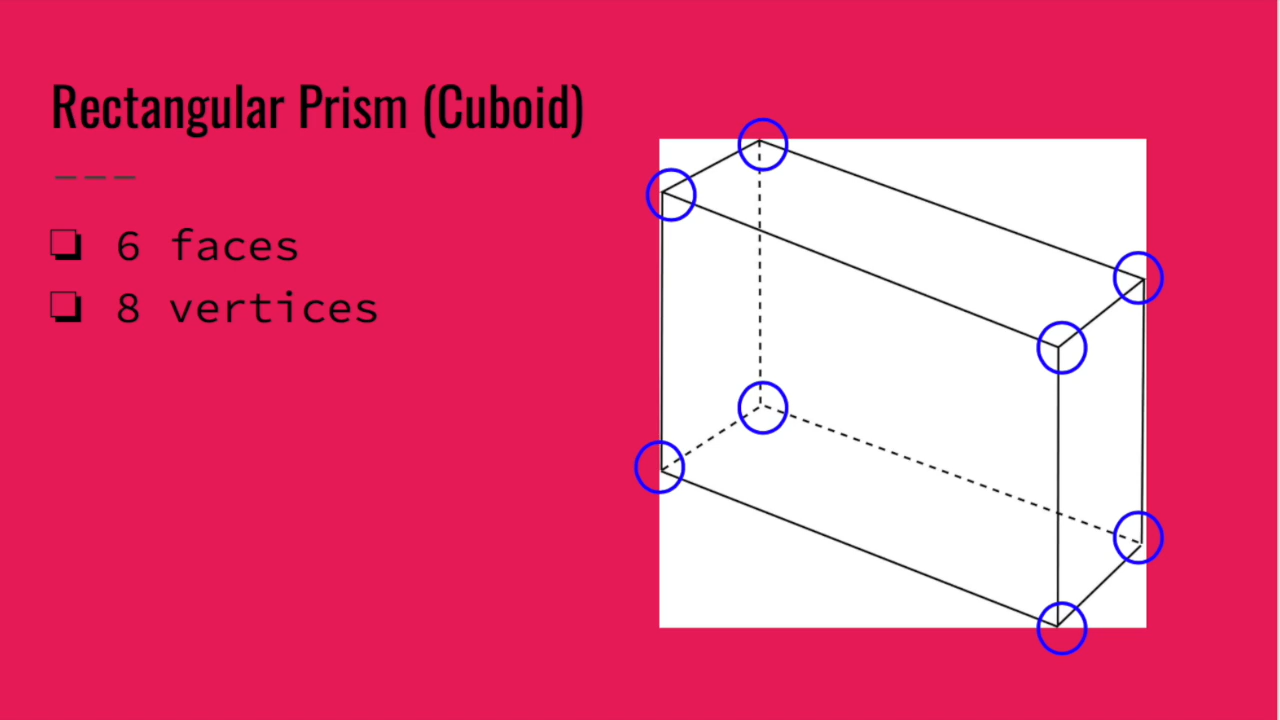 Rectangular Prism (Cuboid)
❏ 6 faces
❏ 8 vertices